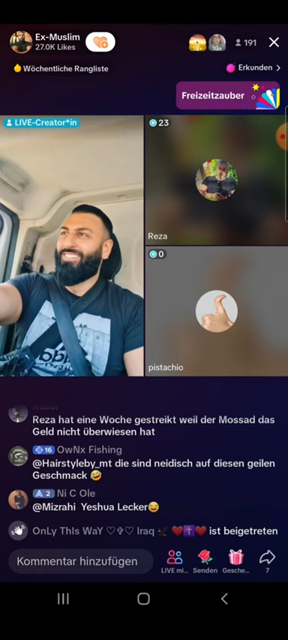 Ex-Muslim
27.0K Likes
191
Wöchentliche Rangliste
Erkunden >
Freizeitzauber
LIVE-Creator*in
23
Reza
0
pistachio
Reza hat eine Woche gestreikt weil der Mossad das
Geld nicht überwiesen hat
16 OwNx Fishing
@Hairstyleby_mt die sind neidisch auf diesen geilen
Geschmack 🤣
2 Ni C Ole
@Mizrahi Yeshua Lecker😂
OnLy ThIs WaY ♡✞♡ Iraq 🦅❤️✝️❤️ ist beigetreten
Kommentar hinzufügen
LIVE mi...
Senden
Gesche...
7